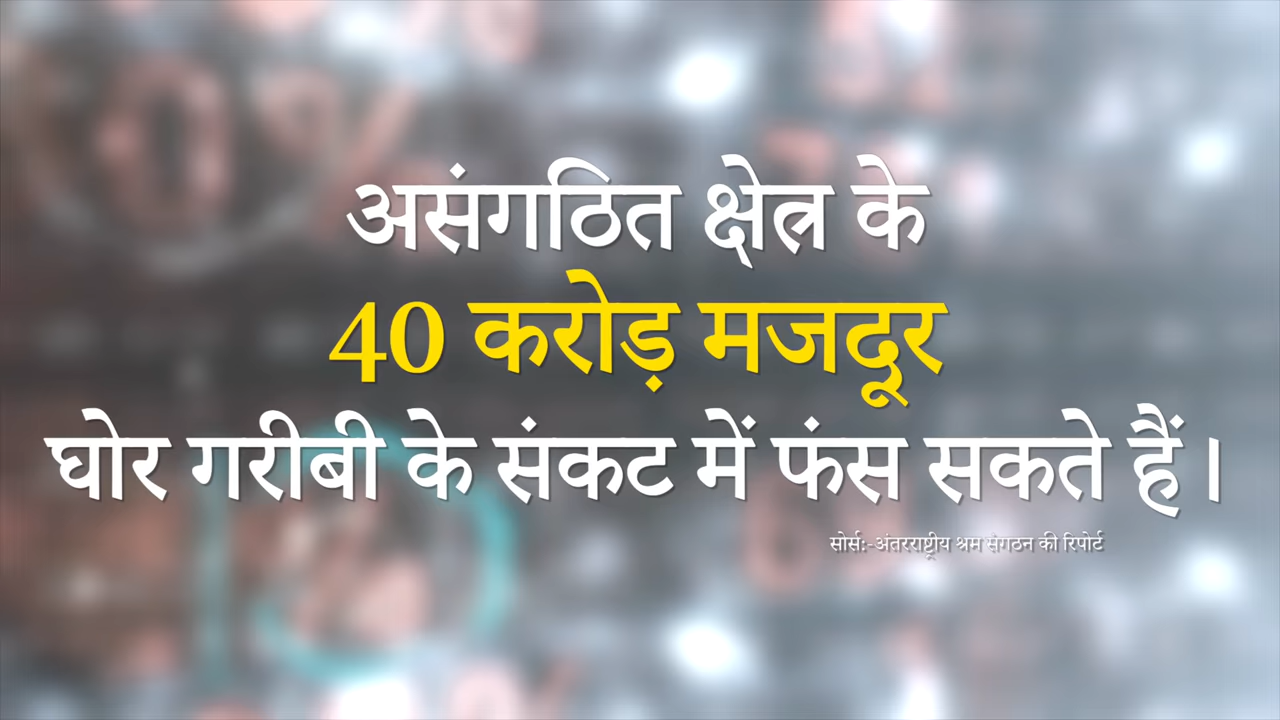 असंगठित क्षेत्र के
40 करोड़ मजदूर
घोर गरीबी के संकट में फंस सकते हैं।
सोर्स:-अंतरराष्ट्रीय श्रम संगठन की रिपोर्ट